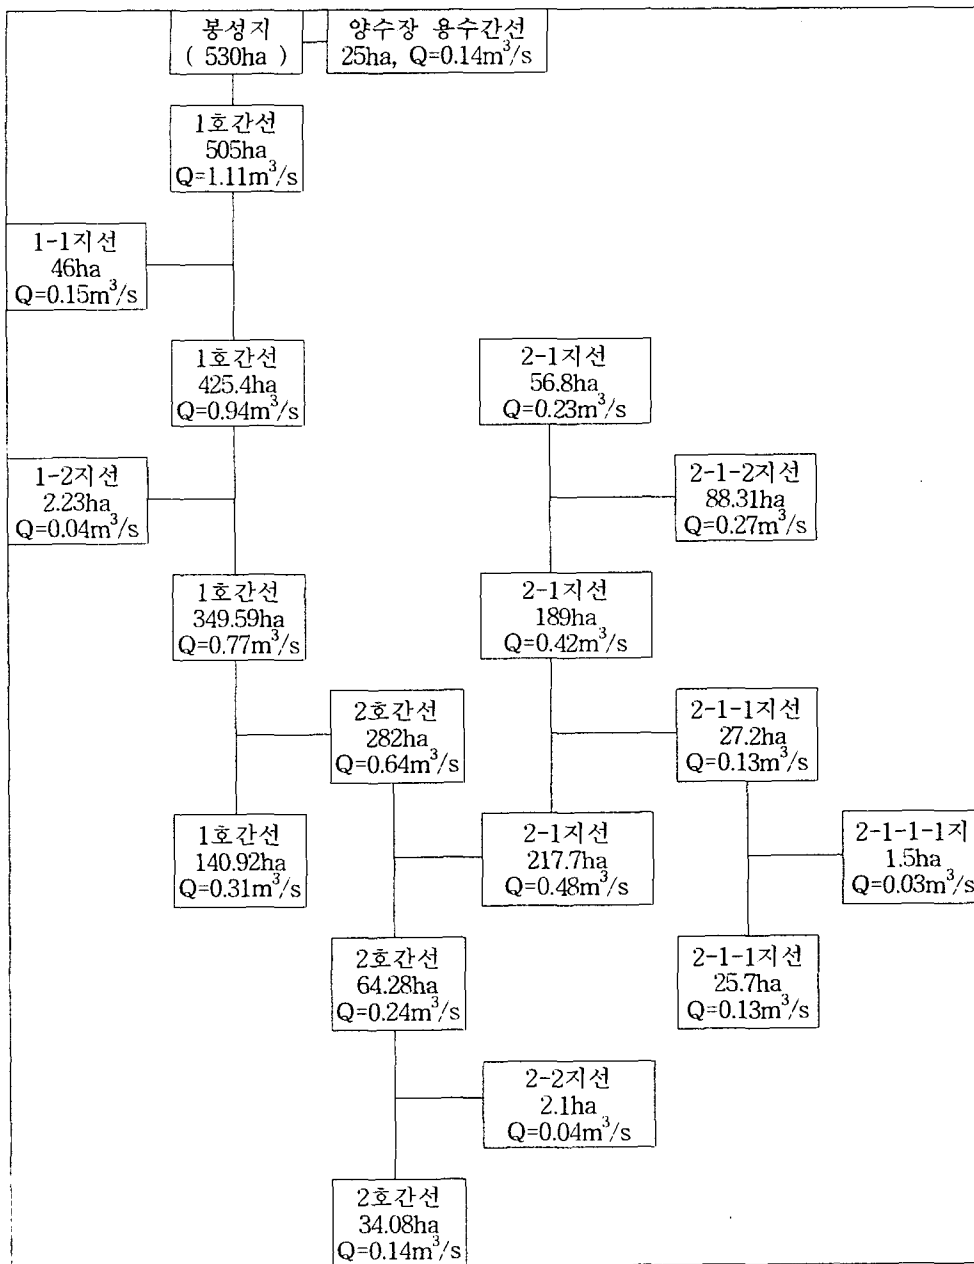 봉성지
( 530ha )
양수장 용수간선
25ha, Q=0.14m³/s
1호간선
505ha
Q=1.11m³/s
1-1지선
46ha
Q=0.15m³/s
1호간선
425.4ha
Q=0.94m³/s
2-1지선
56.8ha
Q=0.23m³/s
1-2지선
2.23ha
Q=0.04m³/s
2-1-2지선
88.31ha
Q=0.27m³/s
1호간선
349.59ha
Q=0.77m³/s
2-1지선
189ha
Q=0.42m³/s
2호간선
282ha
Q=0.64m³/s
2-1-1지선
27.2ha
Q=0.13m³/s
1호간선
140.92ha
Q=0.31m³/s
2-1지선
217.7ha
Q=0.48m³/s
2-1-1-1지
1.5ha
Q=0.03m³/s
2호간선
64.28ha
Q=0.24m³/s
2-1-1지선
25.7ha
Q=0.13m³/s
2-2지선
2.1ha
Q=0.04m³/s
2호간선
34.08ha
Q=0.14m³/s